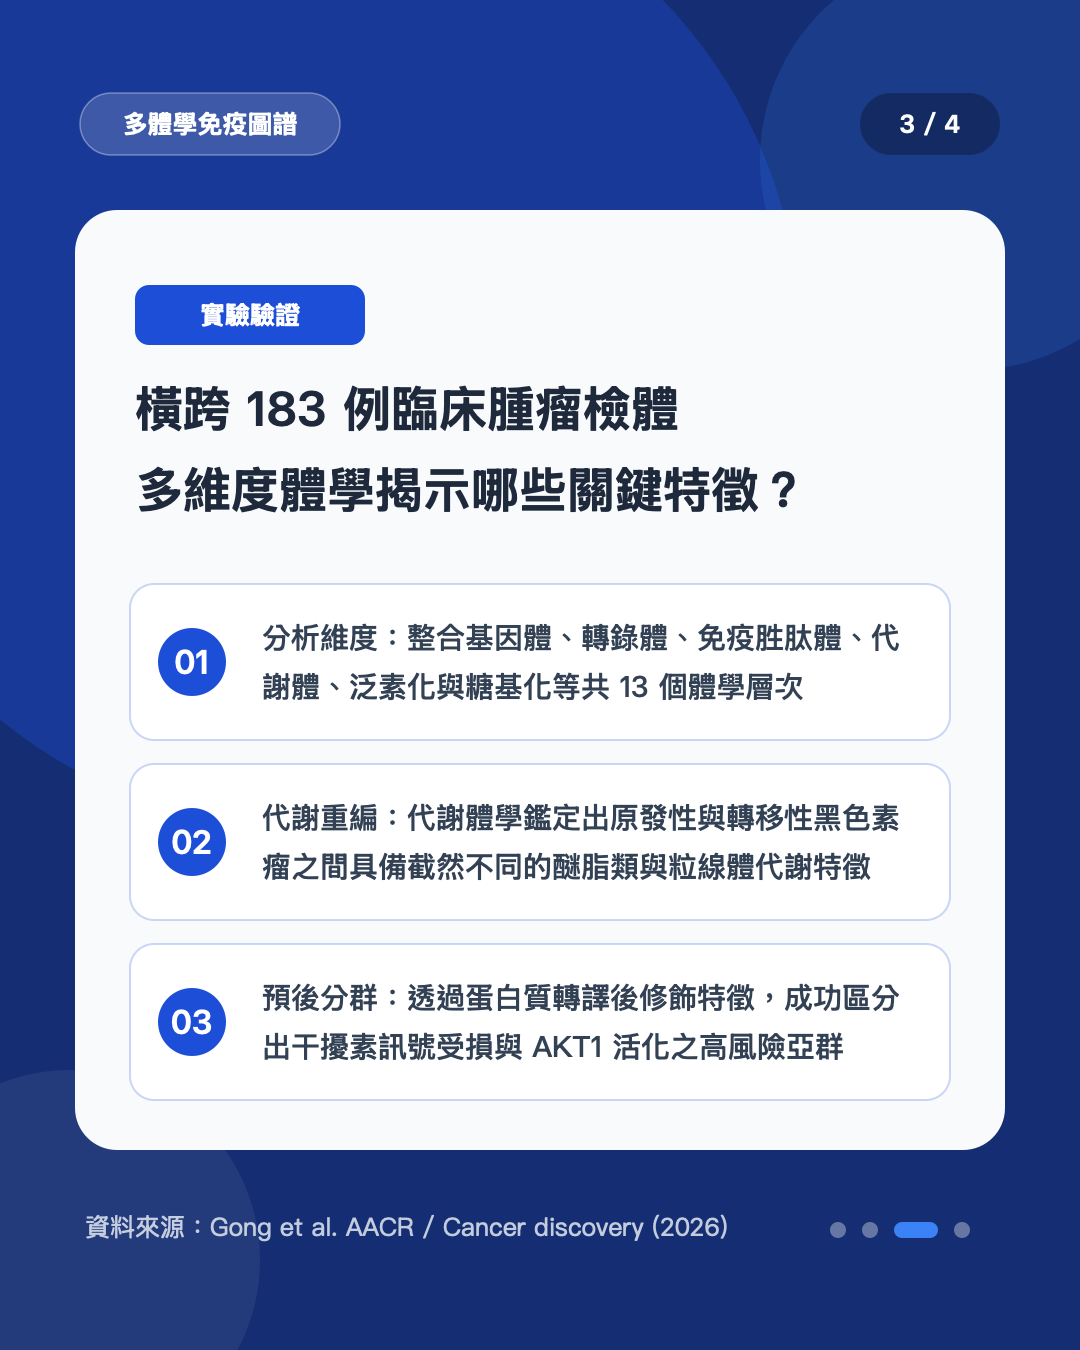 多體學免疫圖譜
3 / 4
實驗驗證
橫跨 183 例臨床腫瘤檢體
多維度體學揭示哪些關鍵特徵？
01
分析維度：整合基因體、轉錄體、免疫胜肽體、代
謝體、泛素化與糖基化等共 13 個體學層次
02
代謝重編：代謝體學鑑定出原發性與轉移性黑色素
瘤之間具備截然不同的醚脂類與粒線體代謝特徵
03
預後分群：透過蛋白質轉譯後修飾特徵，成功區分
出干擾素訊號受損與 AKT1 活化之高風險亞群
資料來源：Gong et al. AACR / Cancer discovery (2026)